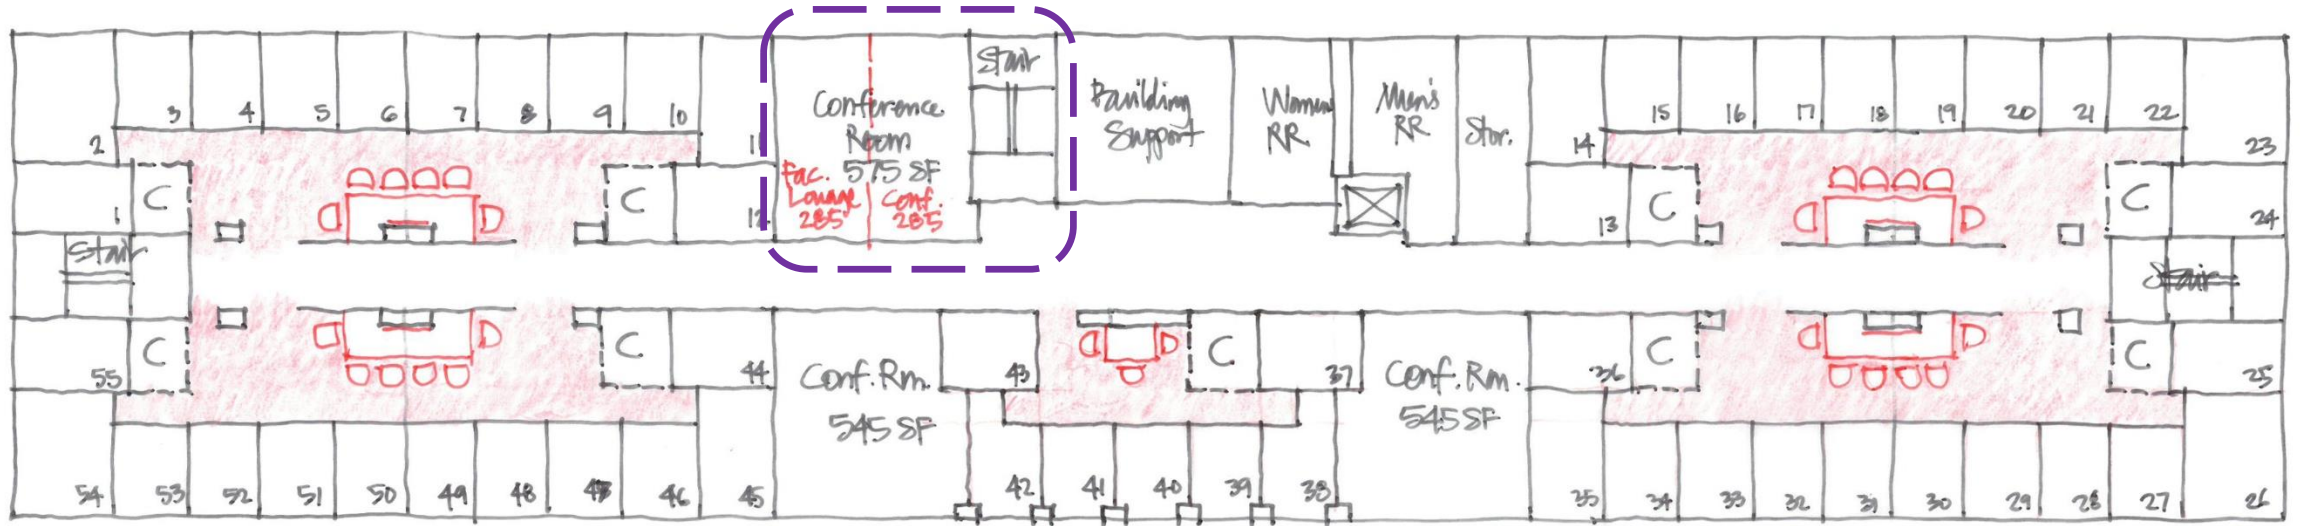 Stair
Conference
Room
575 SF
Fac.
Lounge
285
Conf.
285
Building
Support
Women
RR
Men's
RR
Stor.
3 4 5 6 7 8 9 10
2
11
15 16 17 18 19 20 21 22
14
23
1
C
C
12
13
C
C
24
Stair
Stair
55
C
C
44
Conf. Rm.
545 SF
43
C
37
Conf. Rm.
545 SF
36
C
C
25
54 53 52 51 50 49 48 47 46 45
42 41 40 39 38
35 34 33 32 31 30 29 28 27 26